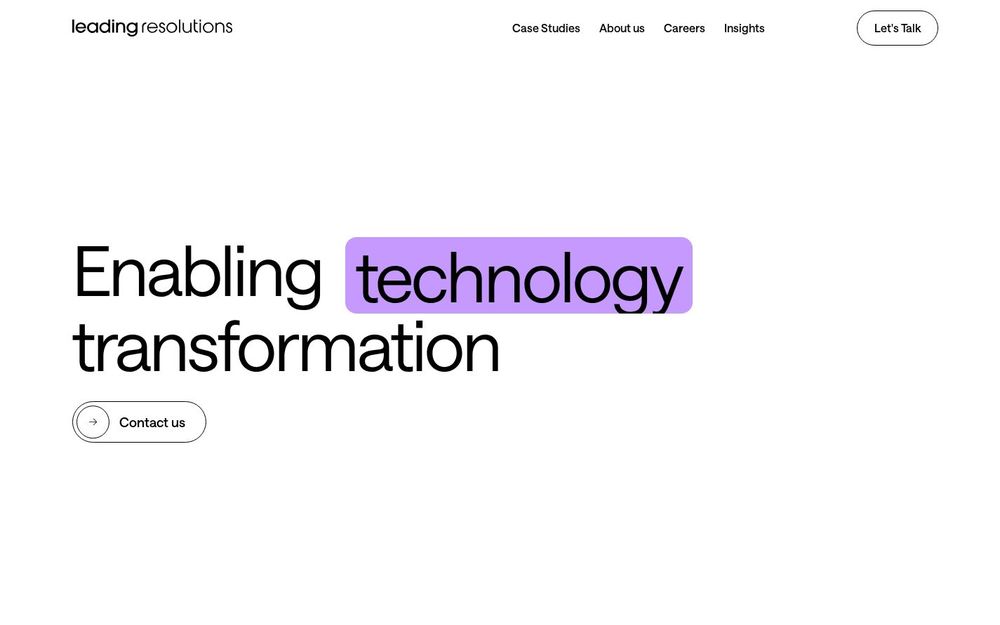 leading resolutions
Case Studies
About us
Careers
Insights
Let's Talk
Enabling technology
transformation
Contact us